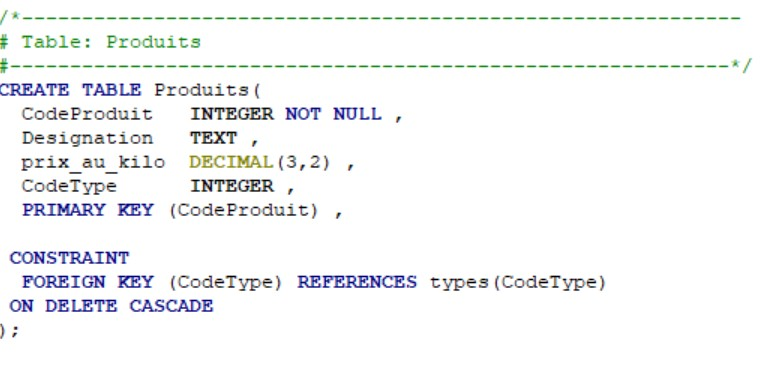 /*------------------------------------------------------------
# Table: Produits
#------------------------------------------------------------*/
CREATE TABLE Produits(
CodeProduit INTEGER NOT NULL ,
Designation TEXT ,
prix_au_kilo DECIMAL(3,2) ,
CodeType INTEGER ,
PRIMARY KEY (CodeProduit) ,
CONSTRAINT
FOREIGN KEY (CodeType) REFERENCES types(CodeType)
ON DELETE CASCADE
);